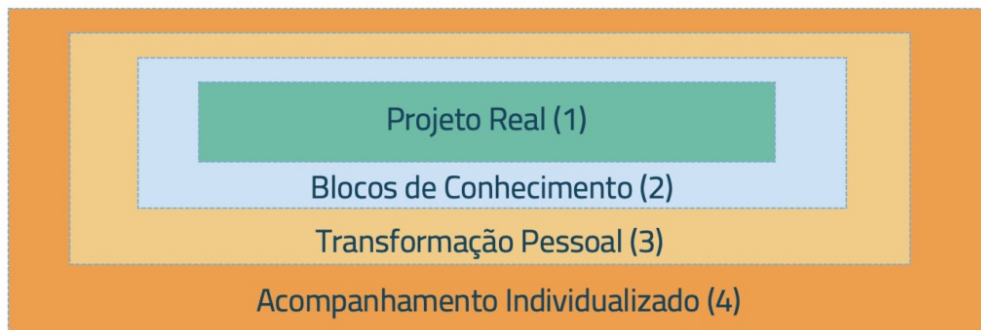 Projeto Real (1)
Blocos de Conhecimento (2)
Transformação Pessoal (3)
Acompanhamento Individualizado (4)